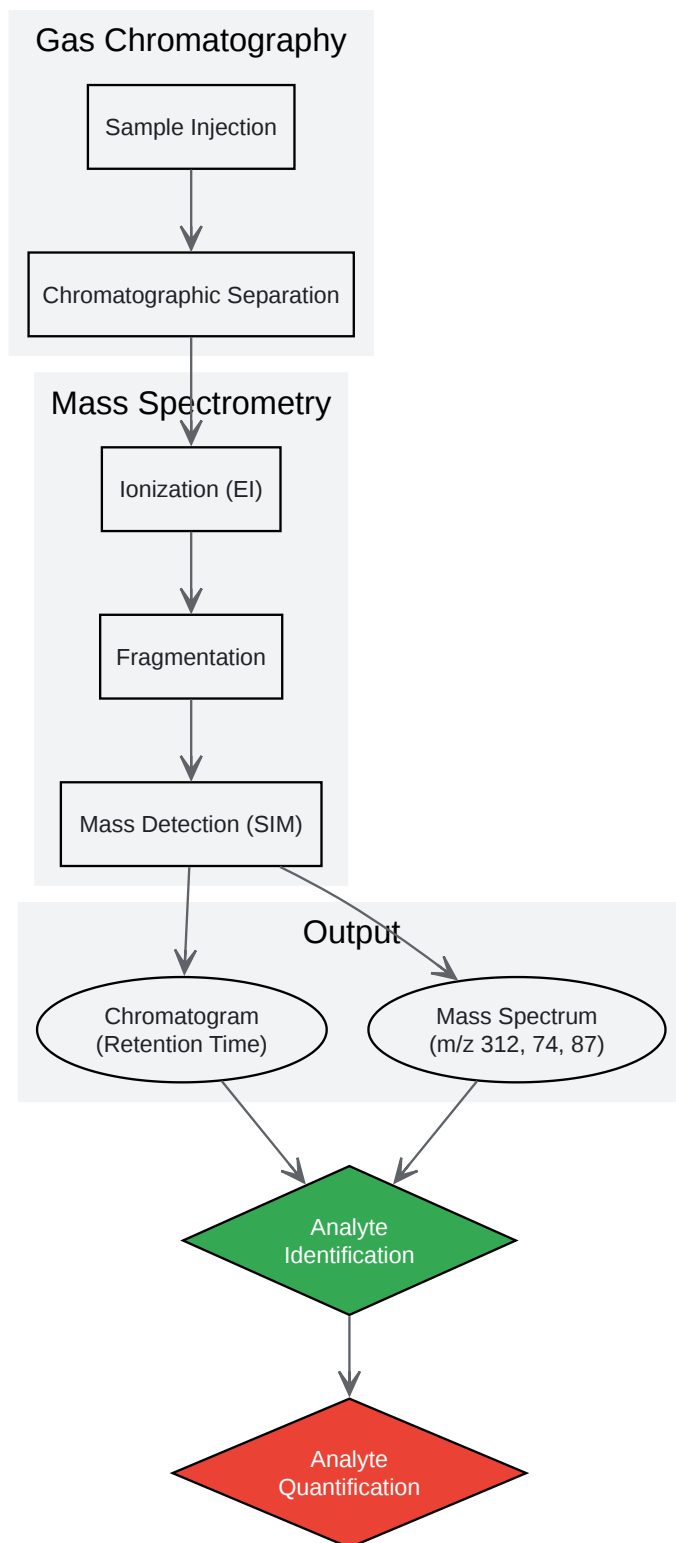 Gas Chromatography
Sample Injection
Chromatographic Separation
Mass Spectrometry
Ionization (EI)
Fragmentation
Mass Detection (SIM)
Output
Chromatogram
(Retention Time)
Mass Spectrum
(m/z 312, 74, 87)
Analyte
Identification
Analyte
Quantification